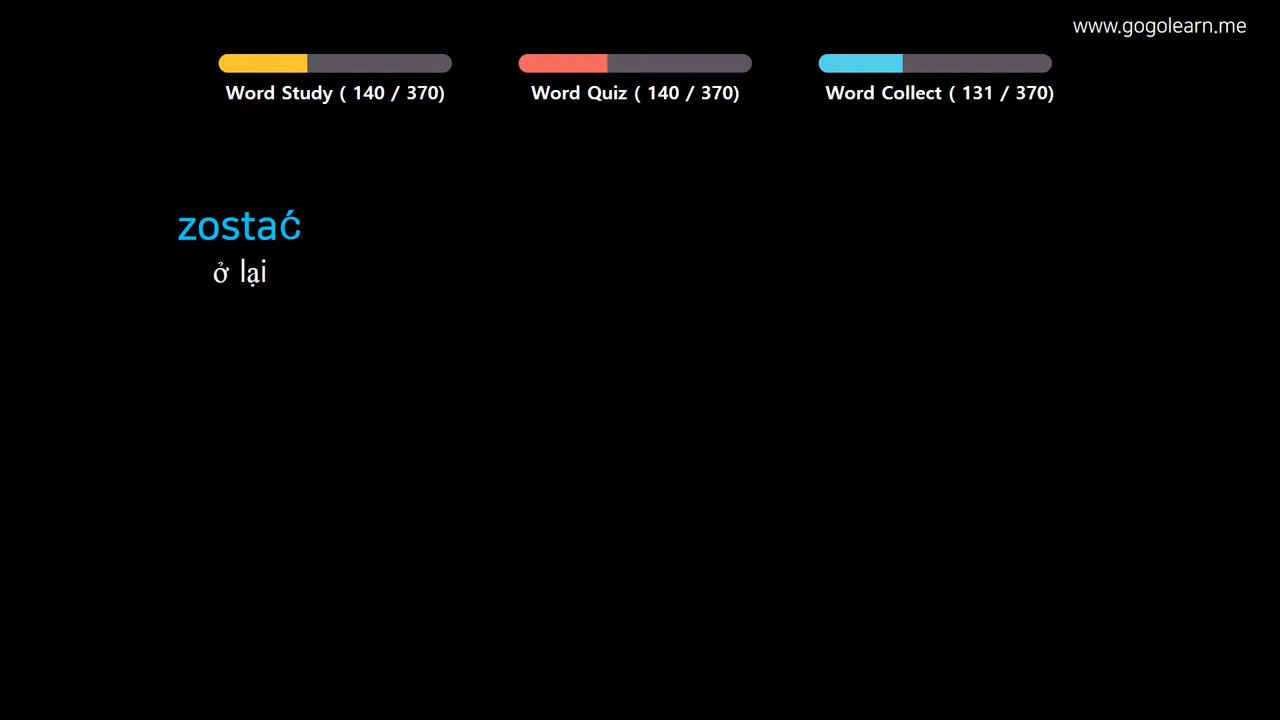 www.gogolearn.me
Word Study ( 140 / 370)
Word Quiz ( 140 / 370)
Word Collect ( 131 / 370)
zostać
ở lại